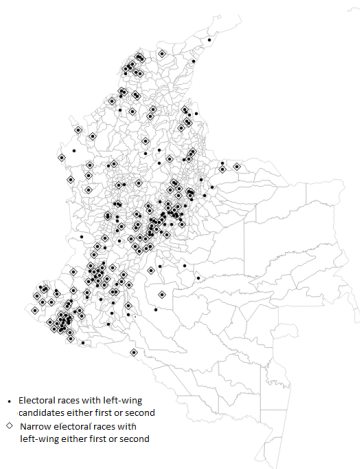 Electoral races with left-wing
candidates either first or second
Narrow electoral races with
left-wing either first or second